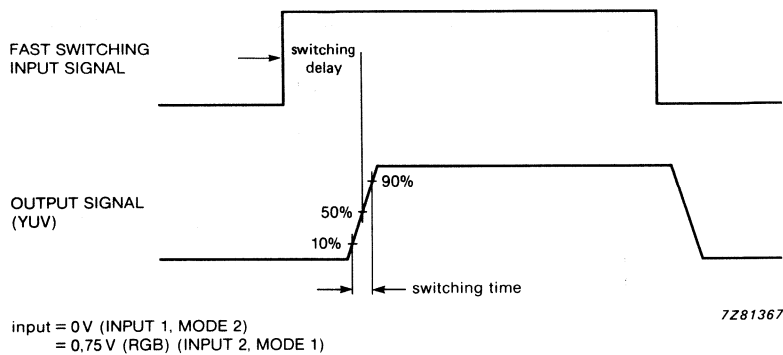 FAST SWITCHING
INPUT SIGNAL
switching
delay
OUTPUT SIGNAL
(YUV)
90%
50%
10%
switching time
7Z81367
input = 0 V (INPUT 1, MODE 2)
= 0,75 V (RGB) (INPUT 2, MODE 1)